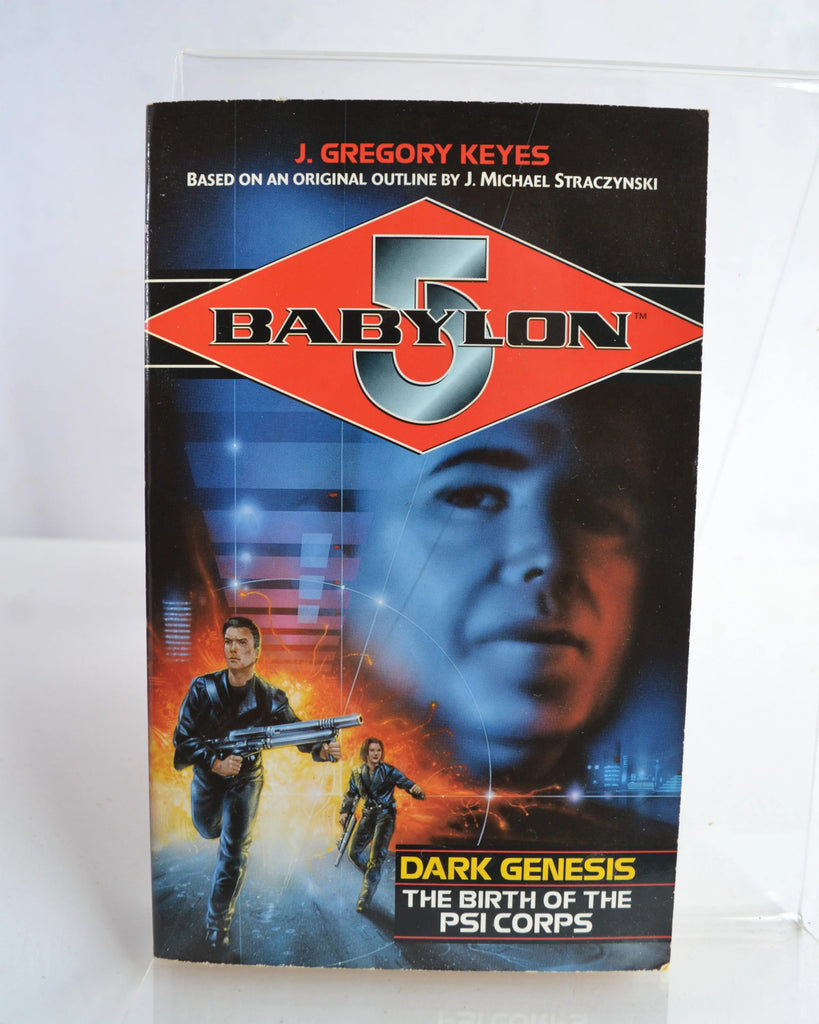 J. GREGORY KEYES
BASED ON AN ORIGINAL OUTLINE BY J. MICHAEL STRACZYNSKI
5
BABYLON™
DARK GENESIS
THE BIRTH OF THE
PSI CORPS